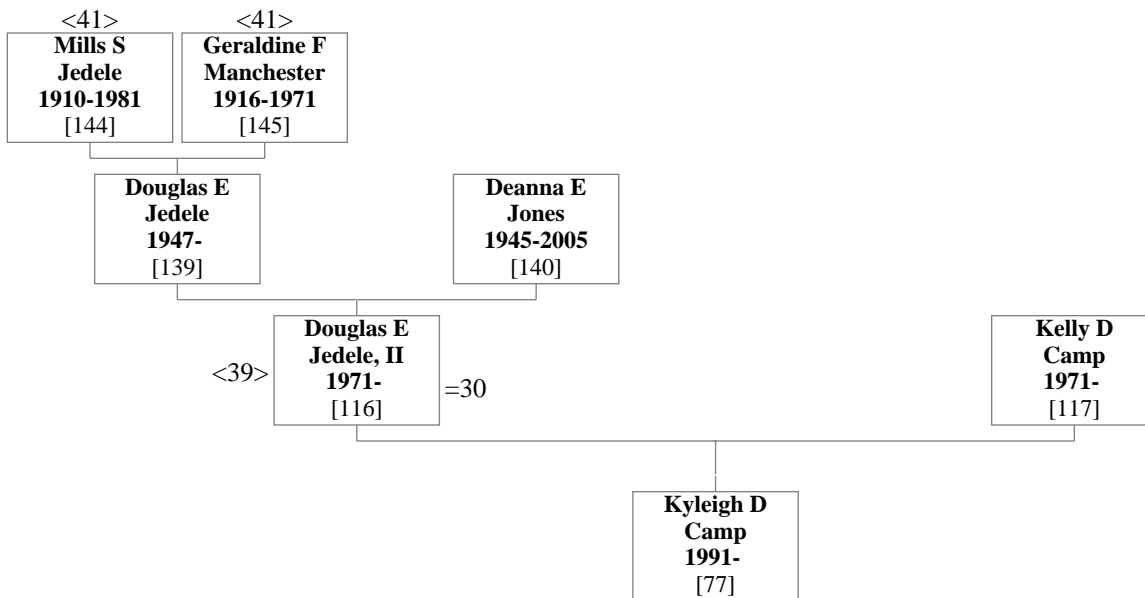 <41>
Mills S
Jedele
1910-1981
[144]
<41>
Geraldine F
Manchester
1916-1971
[145]
Douglas E
Jedele
1947-
[139]
Deanna E
Jones
1945-2005
[140]
<39>
Douglas E
Jedele, II
1971-
[116]
=30
Kelly D
Camp
1971-
[117]
Kyleigh D
Camp
1991-
[77]